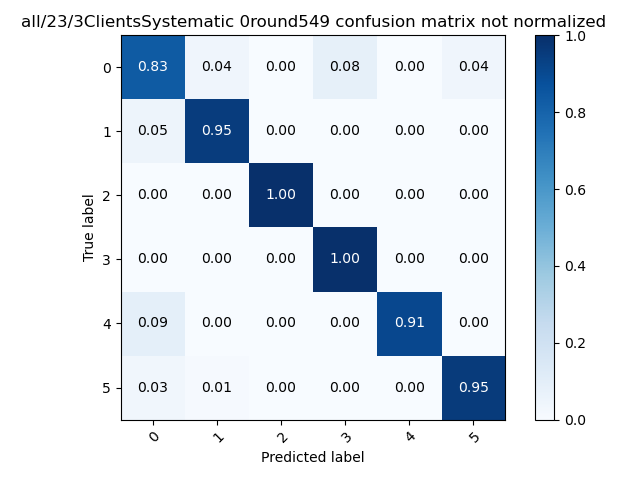 all/23/3ClientsSystematic 0round549 confusion matrix not normalized
0 0.83 0.04 0.00 0.08 0.00 0.04
1 0.05 0.95 0.00 0.00 0.00 0.00
2 0.00 0.00 1.00 0.00 0.00 0.00
3 0.00 0.00 0.00 1.00 0.00 0.00
4 0.09 0.00 0.00 0.00 0.91 0.00
5 0.03 0.01 0.00 0.00 0.00 0.95
0 1 2 3 4 5
True label
Predicted label
1.0
0.8
0.6
0.4
0.2
0.0